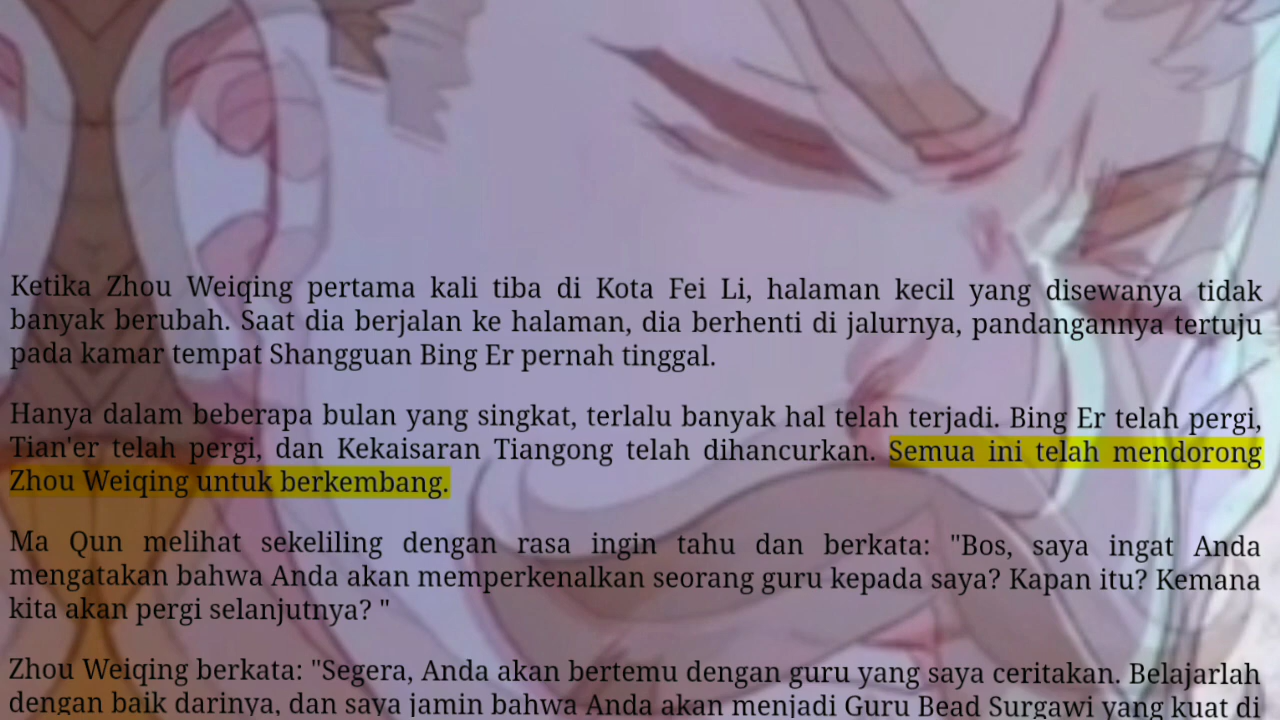 Ketika Zhou Weiqing pertama kali tiba di Kota Fei Li, halaman kecil yang disewanya tidak
banyak berubah. Saat dia berjalan ke halaman, dia berhenti di jalurnya, pandangannya tertuju
pada kamar tempat Shangguan Bing Er pernah tinggal.
Hanya dalam beberapa bulan yang singkat, terlalu banyak hal telah terjadi. Bing Er telah pergi,
Tian'er telah pergi, dan Kekaisaran Tiangong telah dihancurkan. Semua ini telah mendorong
Zhou Weiqing untuk berkembang.
Ma Qun melihat sekeliling dengan rasa ingin tahu dan berkata: "Bos, saya ingat Anda
mengatakan bahwa Anda akan memperkenalkan seorang guru kepada saya? Kapan itu? Kemana
kita akan pergi selanjutnya? "
Zhou Weiqing berkata: "Segera, Anda akan bertemu dengan guru yang saya ceritakan. Belajarlah
dengan baik darinya, dan saya jamin bahwa Anda akan menjadi Guru Bead Surgawi yang kuat di